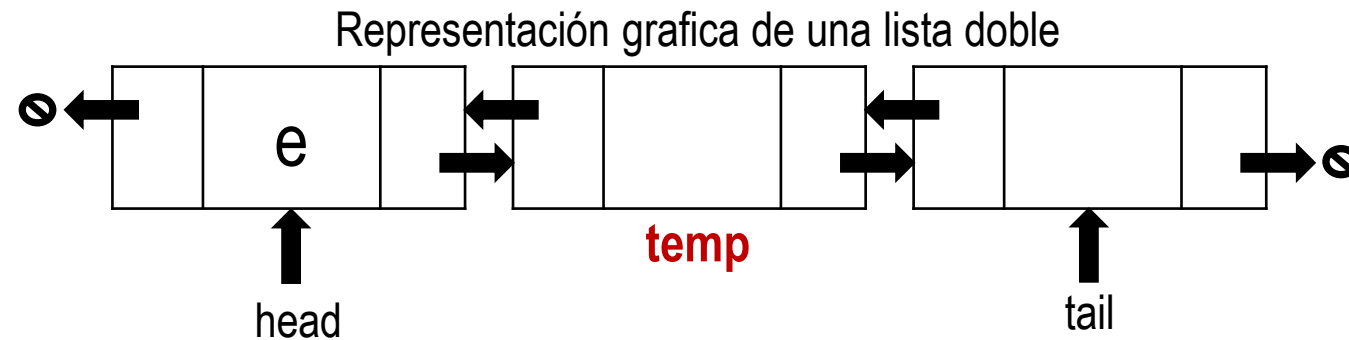 Representación grafica de una lista doble
e
temp
head
tail